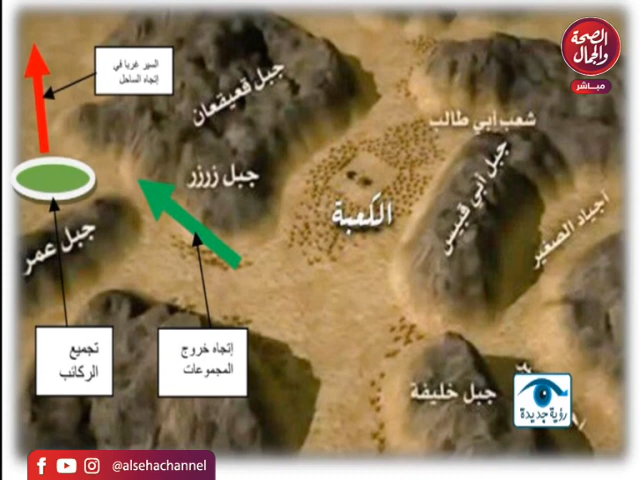 الصحة
والجمال
مباشر
السير غربا في
إتجاه الساحل
جبل قعيقعان
شعب أبي طالب
جبل زرزر
الكعبة
جبل أبي قبيس
أجياد الصغير
جبل عمر
تجميع
الركائب
إتجاه خروج
المجموعات
جبل خليفة
رؤية جديدة
@alsehachannel